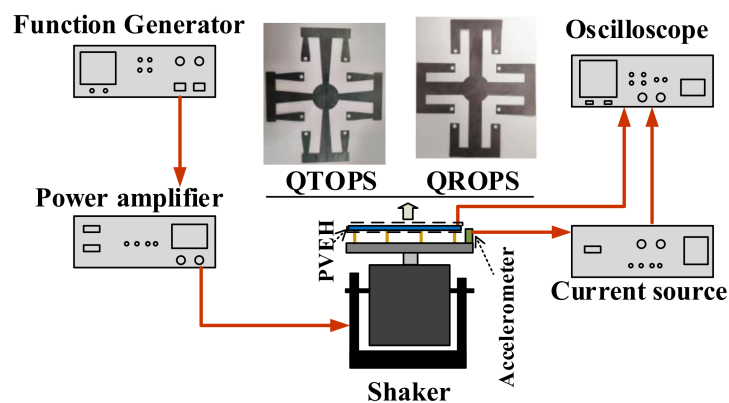 Function Generator
Oscilloscope
QTOPS
QROPS
Power amplifier
PVEH
Accelerometer
Current source
Shaker